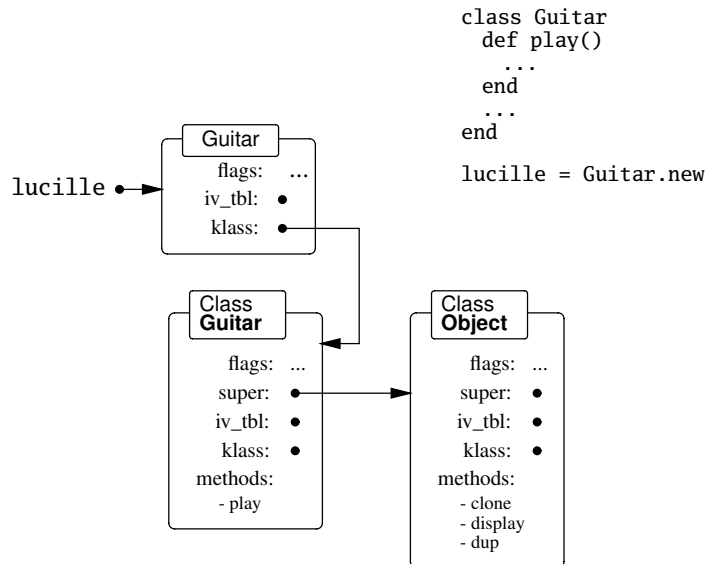 class Guitar
def play()
...
end
...
end
lucille = Guitar.new
lucille
Guitar
flags: ...
iv_tbl:
klass:
Class
Guitar
flags: ...
super:
iv_tbl:
klass:
methods:
- play
Class
Object
flags: ...
super:
iv_tbl:
klass:
methods:
- clone
- display
- dup